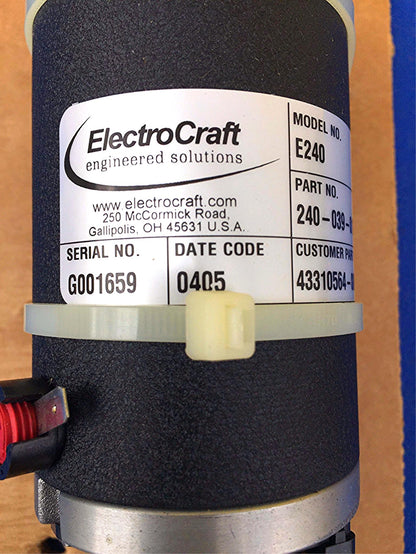 ElectroCraft
engineered solutions
www.electrocraft.com
250 McCormick Road,
Gallipolis, OH 45631 U.S.A.
MODEL NO.
E240
PART NO.
240-039-
SERIAL NO.
G001659
DATE CODE
0405
CUSTOMER PAR
43310564-